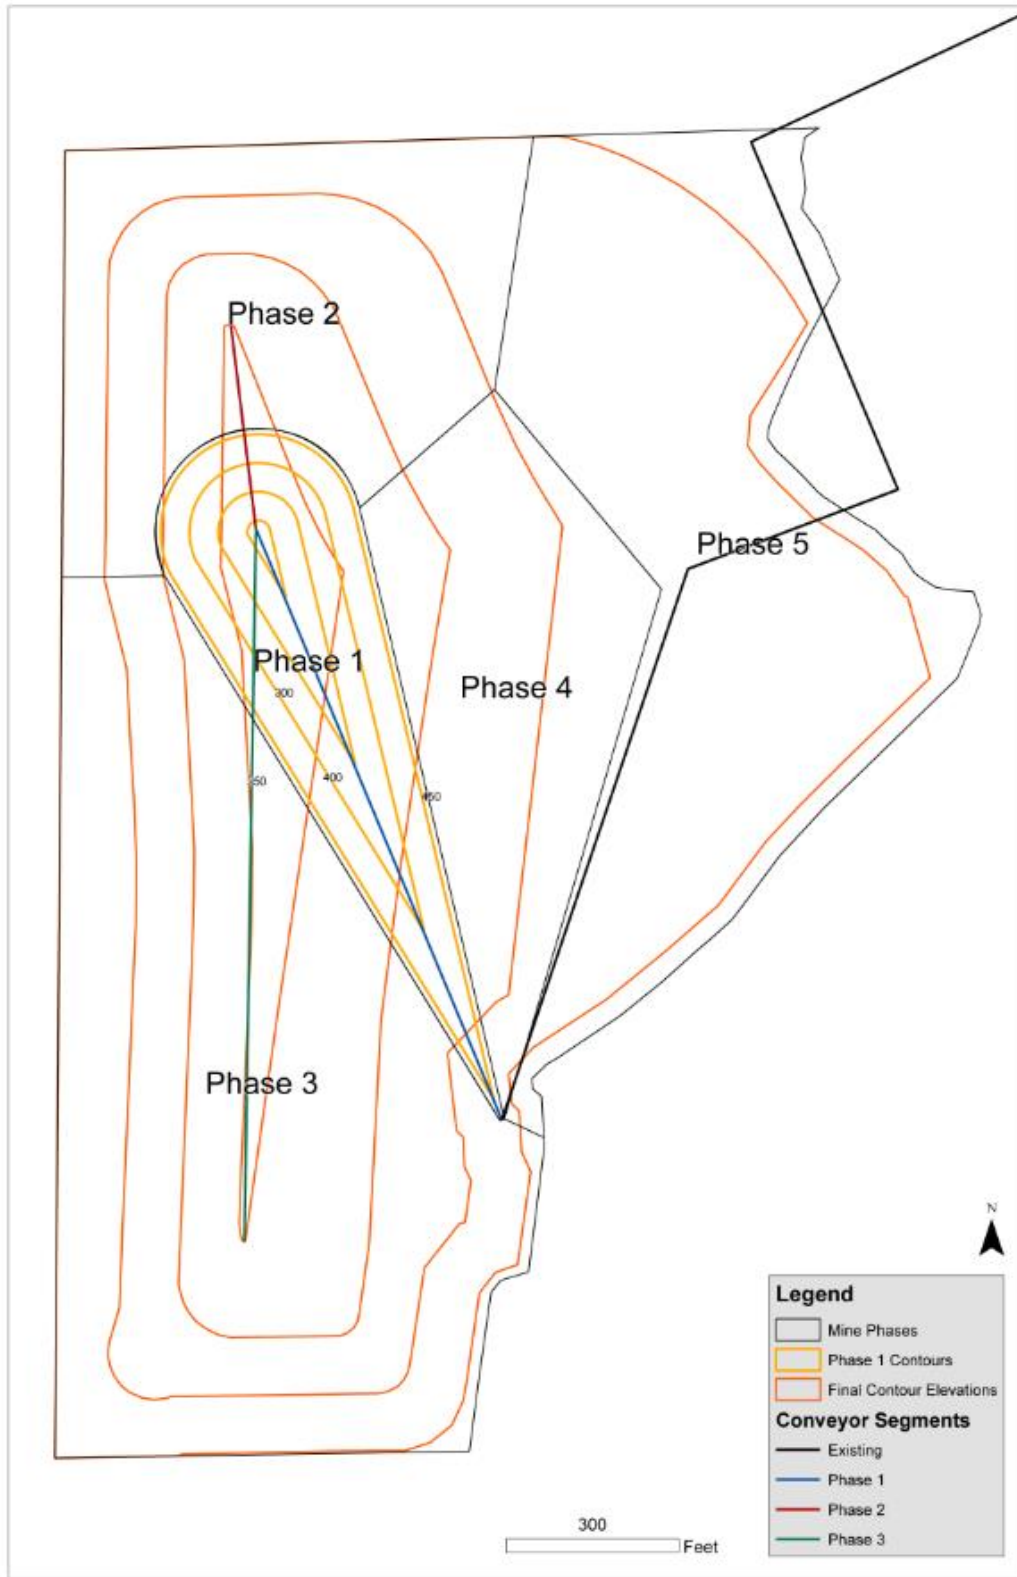 Phase 2
Phase 5
Phase 1
300
Phase 4
400
450
Phase 3
N
Legend
Mine Phases
Phase 1 Contours
Final Contour Elevations
Conveyor Segments
Existing
Phase 1
Phase 2
Phase 3
300
Feet